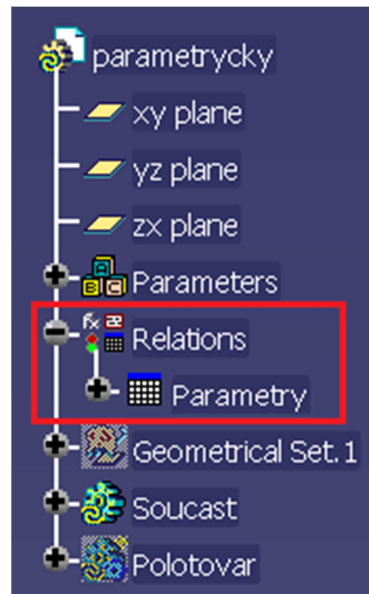 parametrycky
xy plane
yz plane
zx plane
Parameters
Relations
Parametry
Geometrical Set.1
Soucast
Polotovar